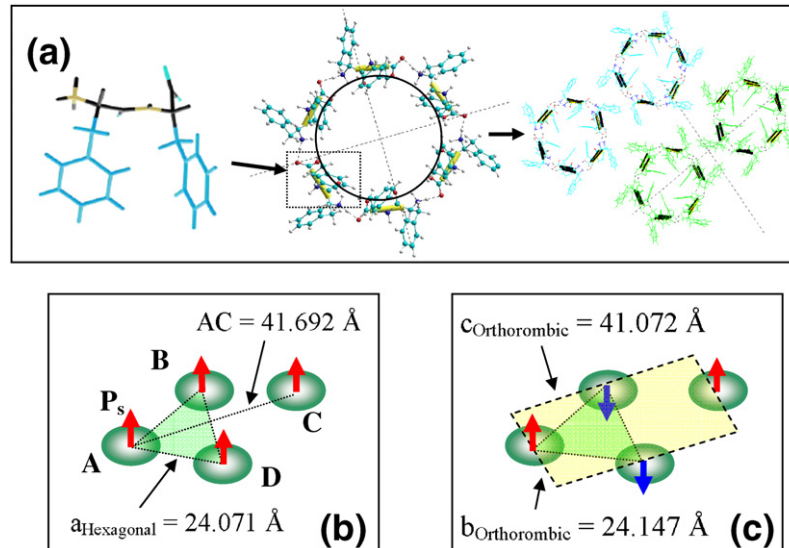 (a)
AC = 41.692 Å
B
Ps
C
A
D
aHexagonal = 24.071 Å
(b)
cOrthorombic = 41.072 Å
bOrthorombic = 24.147 Å
(c)